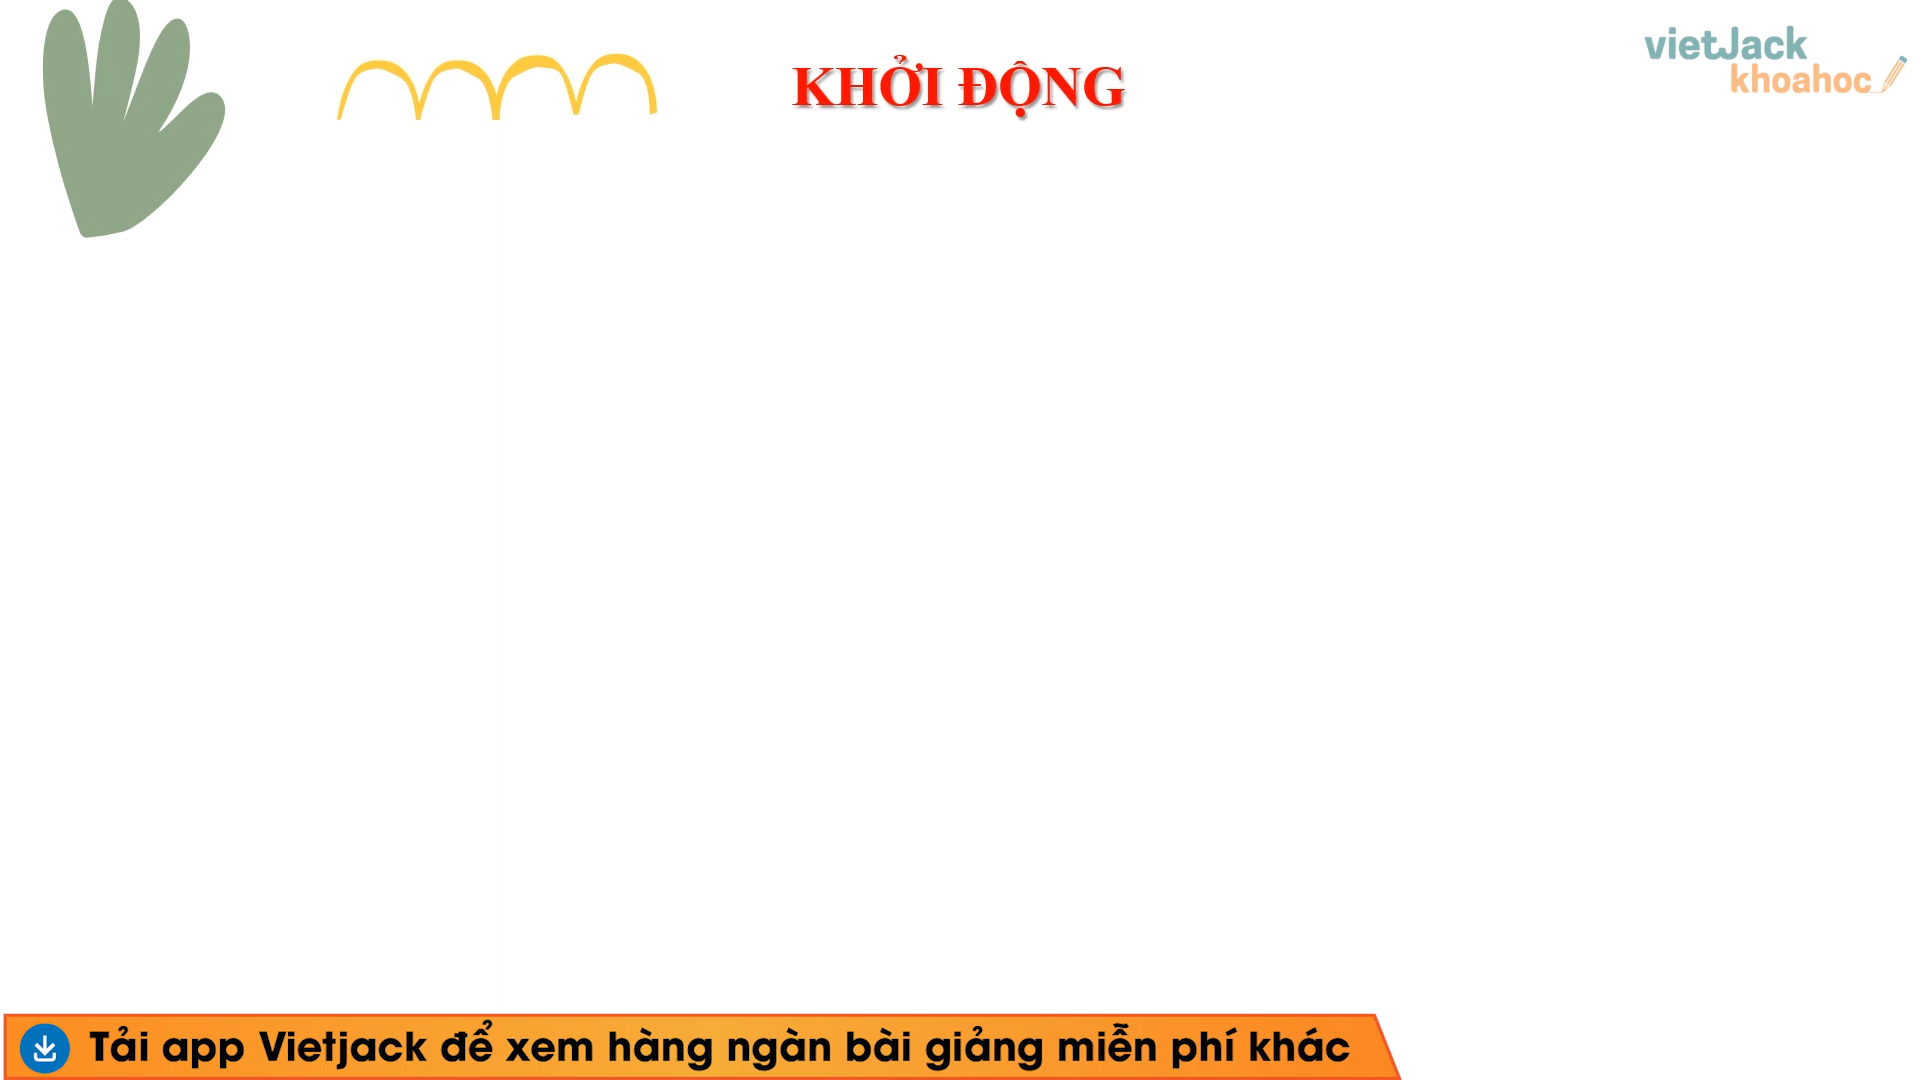 KHỞI ĐỘNG
vietJack
khoahoc
Tải app Vietjack để xem hàng ngàn bài giảng miễn phí khác